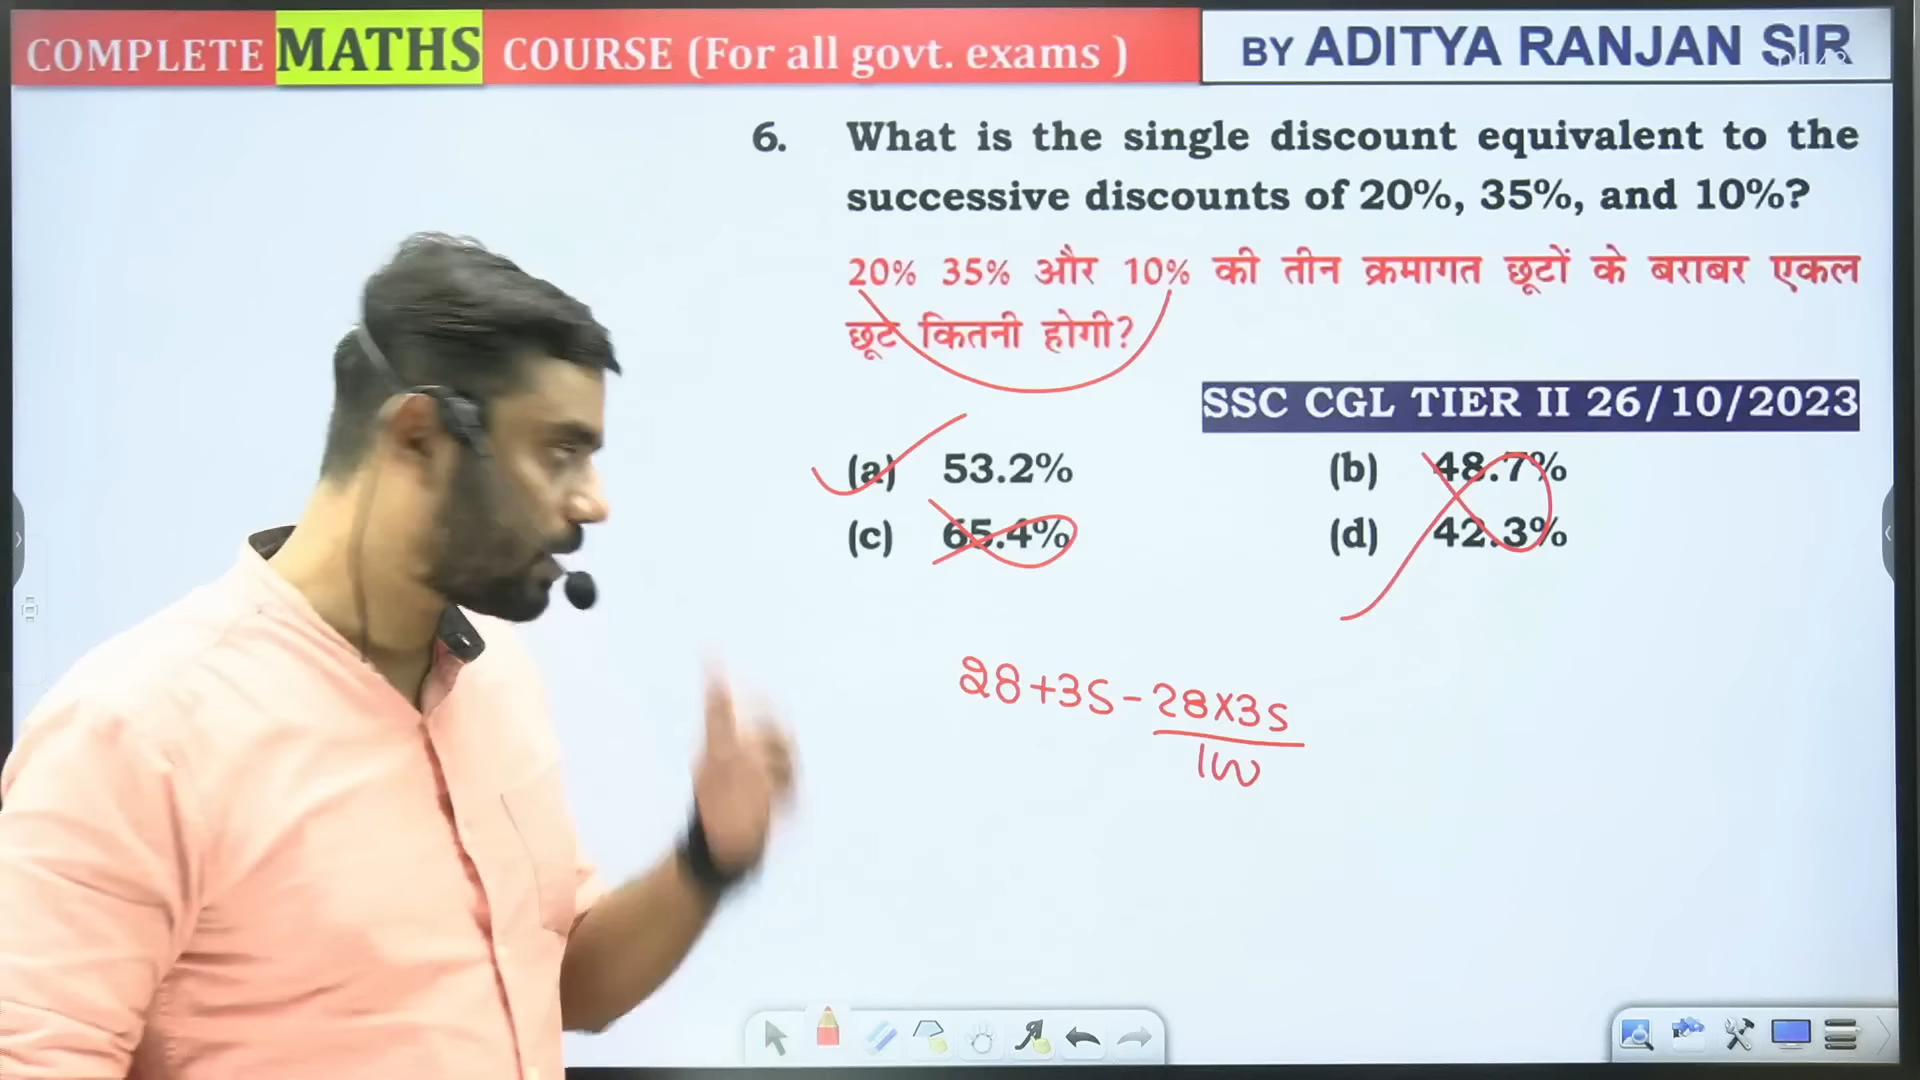 COMPLETE MATHS COURSE (For all govt. exams )
BY ADITYA RANJAN SIR
6. What is the single discount equivalent to the
successive discounts of 20%, 35%, and 10%?
20% 35% और 10% की तीन क्रमागत छूटों के बराबर एकल
छूट कितनी होगी?
SSC CGL TIER II 26/10/2023
(a) 53.2% (b) 48.7%
(c) 65.4% (d) 42.3%
28+35-28×35
100